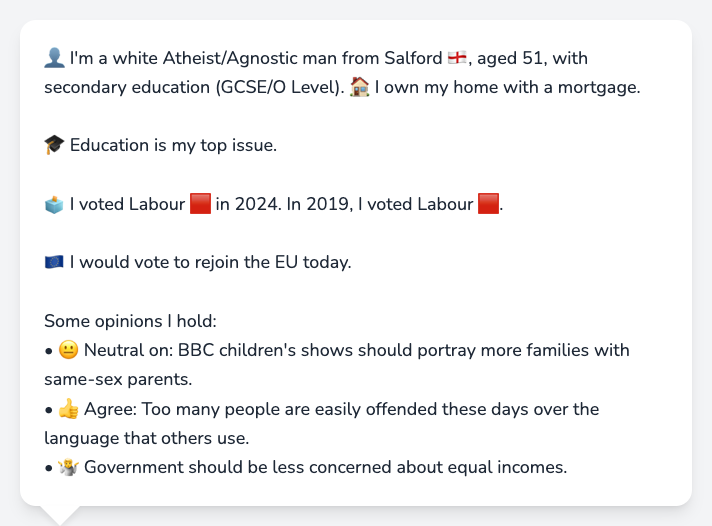 👤 I'm a white Atheist/Agnostic man from Salford 🏴󠁧󠁢󠁥󠁮󠁧󠁿, aged 51, with
secondary education (GCSE/O Level). 🏠 I own my home with a mortgage.
🎓 Education is my top issue.
🗳️ I voted Labour 🟥 in 2024. In 2019, I voted Labour 🟥.
🇪🇺 I would vote to rejoin the EU today.
Some opinions I hold:
• 😐 Neutral on: BBC children's shows should portray more families with
same-sex parents.
• 👍 Agree: Too many people are easily offended these days over the
language that others use.
• 🤷 Government should be less concerned about equal incomes.